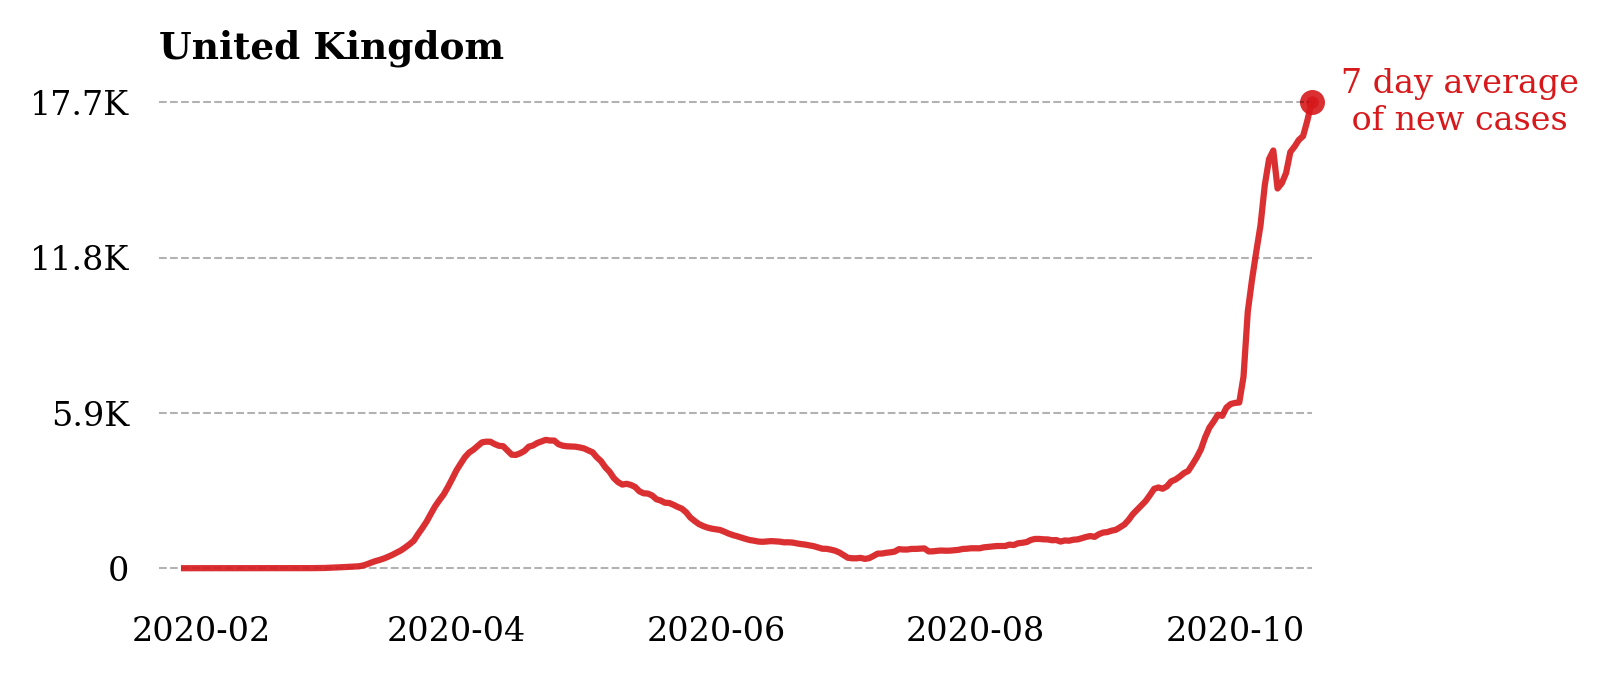 United Kingdom
17.7K
7 day average
of new cases
11.8K
5.9K
0
2020-02
2020-04
2020-06
2020-08
2020-10